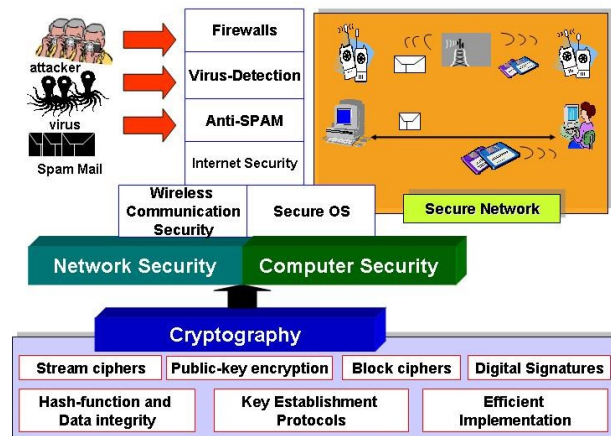 Firewalls
attacker
Virus-Detection
virus
Anti-SPAM
Spam Mail
Internet Security
Wireless
Communication
Security
Secure OS
Secure Network
Network Security
Computer Security
Cryptography
Stream ciphers
Public-key encryption
Block ciphers
Digital Signatures
Hash-function and
Data integrity
Key Establishment
Protocols
Efficient
Implementation